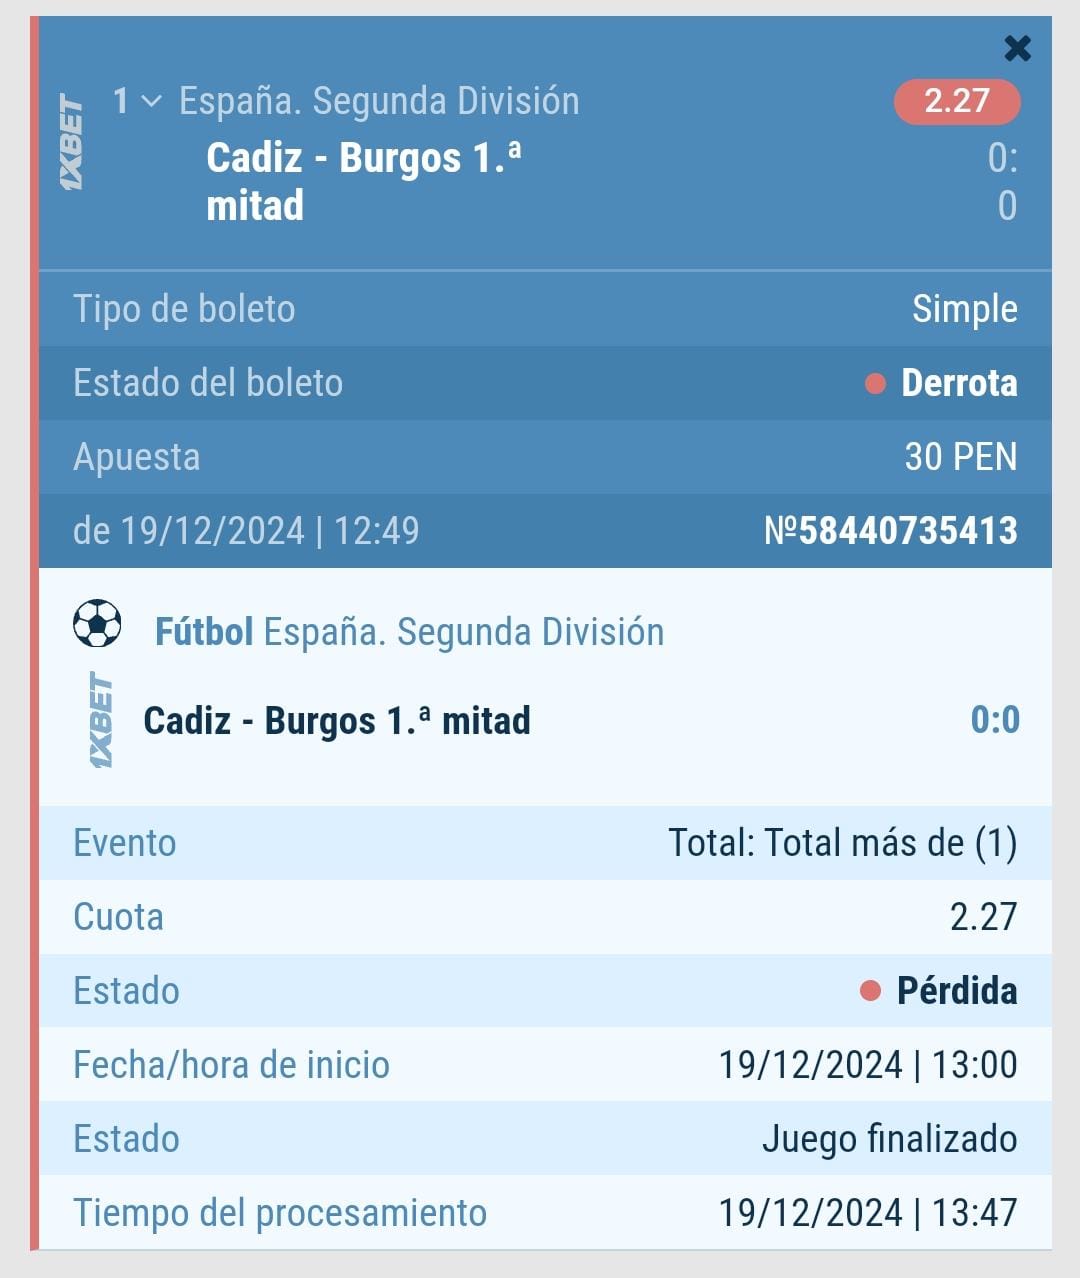 1XBET
1 España. Segunda División 2.27
Cadiz - Burgos 1.ª 0:
mitad 0
Tipo de boleto Simple
Estado del boleto Derrota
Apuesta 30 PEN
de 19/12/2024 | 12:49 №58440735413
Fútbol España. Segunda División
1XBET
Cadiz - Burgos 1.ª mitad 0:0
Evento Total: Total más de (1)
Cuota 2.27
Estado Pérdida
Fecha/hora de inicio 19/12/2024 | 13:00
Estado Juego finalizado
Tiempo del procesamiento 19/12/2024 | 13:47